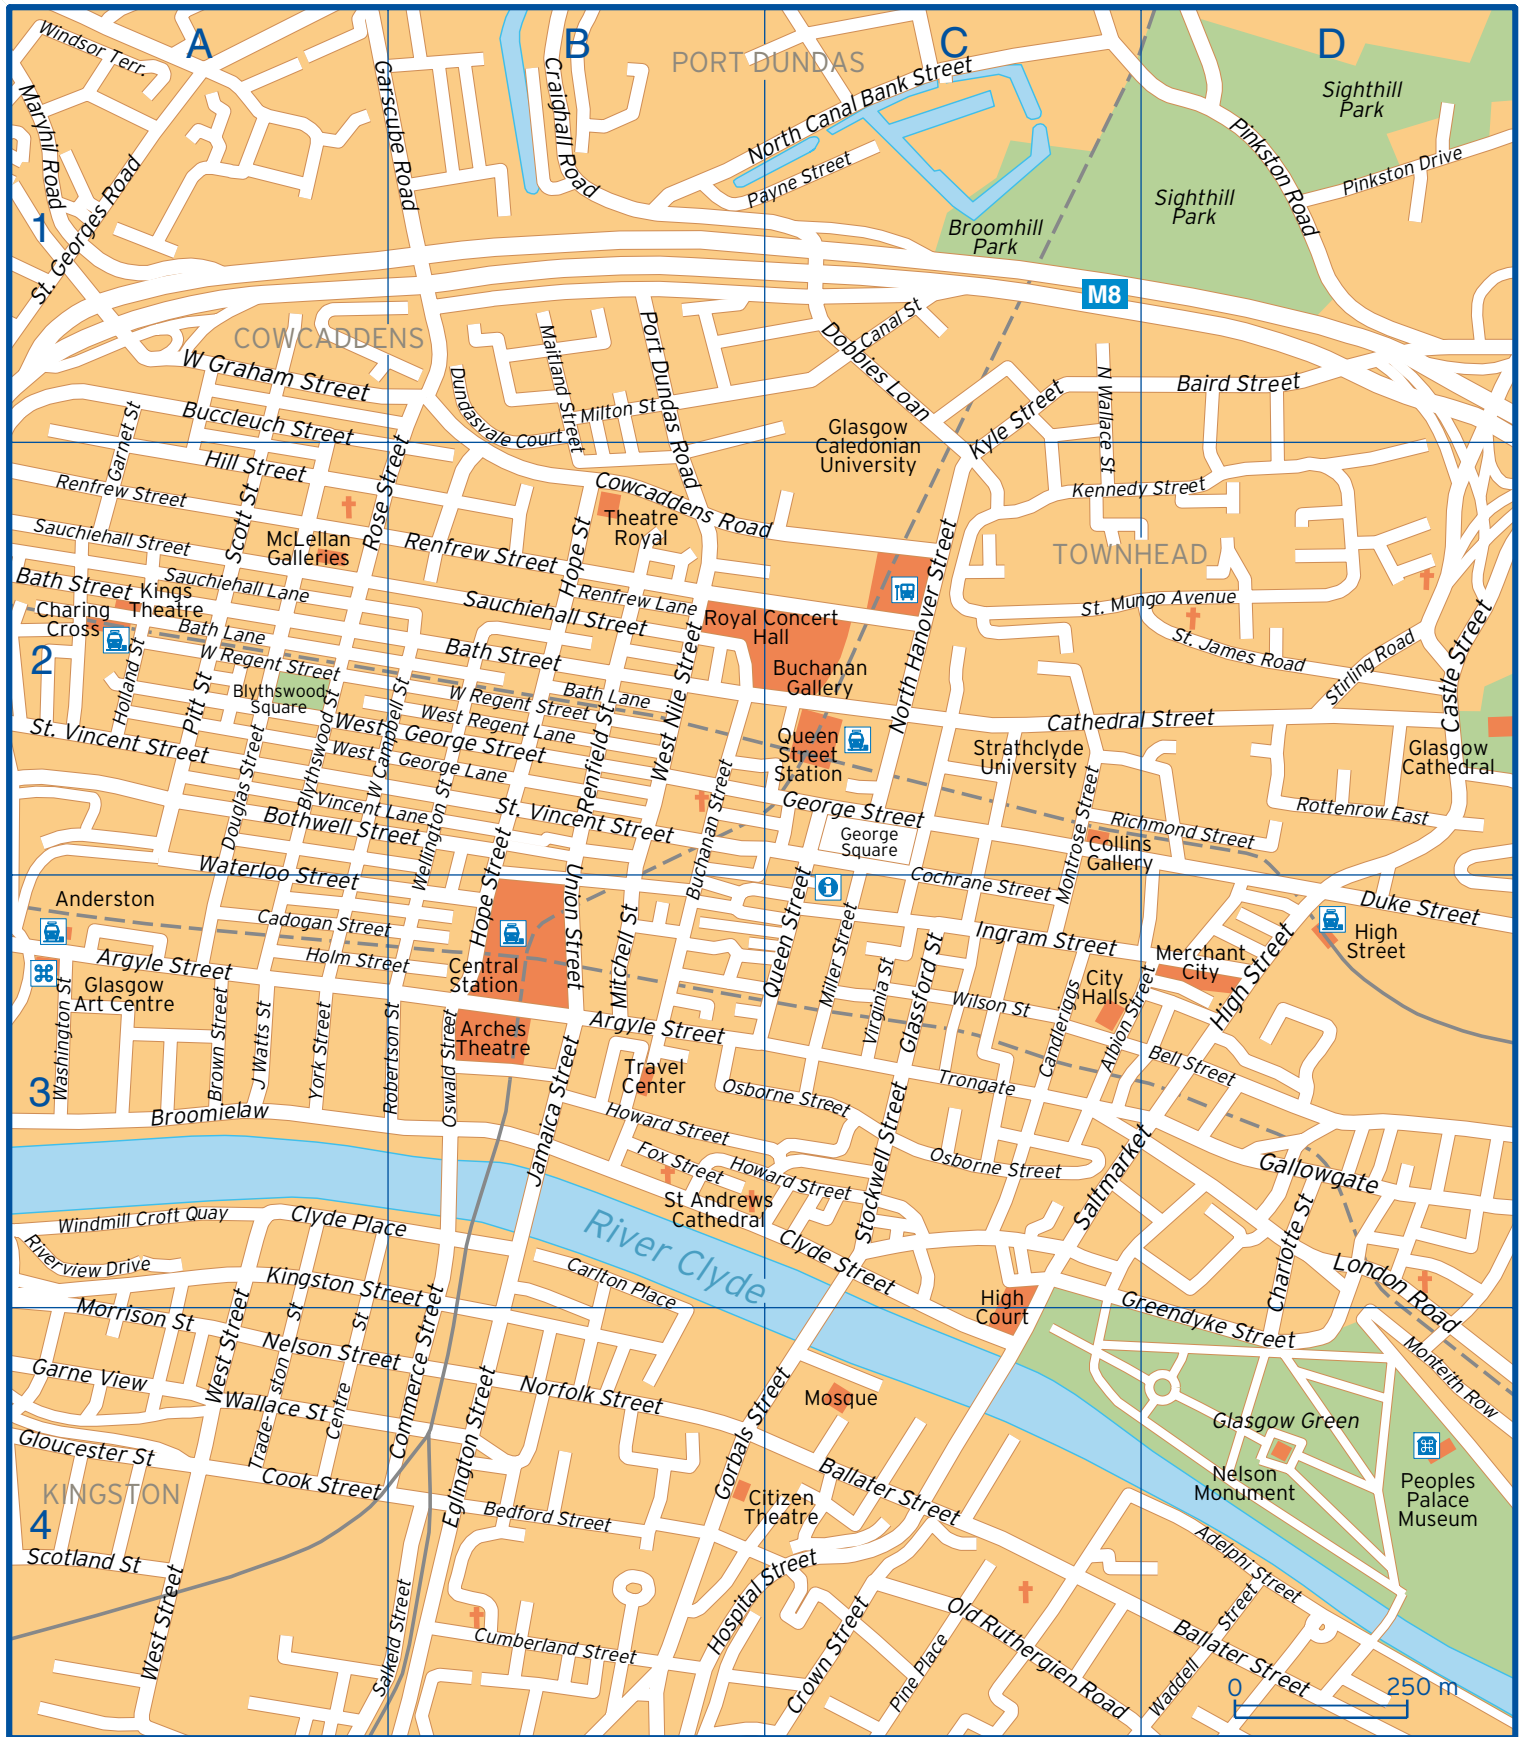 A
B
C
D
1
2
3
4
Windsor Terr.
Maryhil Road
St. Georges Road
Garscube Road
Craighall Road
PORT DUNDAS
North Canal Bank Street
Payne Street
Broomhill
Park
Sighthill
Park
Sighthill
Park
Pinkston Road
Pinkston Drive
M8
COWCADDENS
W Graham Street
Buccleuch Street
Hill Street
Garnet St
Renfrew Street
Scott St
Rose Street
Dundasvale Court
Maitland Street
Milton St
Port Dundas Road
Dobbies Loan
Canal St
Glasgow
Caledonian
University
Kyle Street
N Wallace St
Baird Street
Kennedy Street
Cowcaddens Road
Theatre
Royal
Sauchiehall Street
McLellan
Galleries
Renfrew Street
Hope St
Renfrew Lane
TOWNHEAD
Bath Street
Kings
Theatre
Sauchiehall Lane
Charing
Cross
Bath Lane
Sauchiehall Street
Royal Concert
Hall
North Hanover Street
St. Mungo Avenue
St. James Road
Stirling Road
Castle Street
W Regent Street
Bath Street
Bath Lane
Buchanan
Gallery
Holland St
Pitt St
Blythswood
Square
Douglas Street
Blythswood St
W Campbell St
W Regent Street
West Regent Lane
West George Street
West George Lane
St. Vincent Street
Renfield St
West Nile Street
Queen
Street
Station
Cathedral Street
Strathclyde
University
Glasgow
Cathedral
Vincent Lane
Bothwell Street
Wellington St
St. Vincent Street
Buchanan Street
George Street
George
Square
Montrose Street
Richmond Street
Collins
Gallery
Rottenrow East
Waterloo Street
Hope Street
Union Street
Queen Street
Cochrane Street
Duke Street
Anderston
Cadogan Street
Holm Street
Argyle Street
Glasgow
Art Centre
Central
Station
Mitchell St
Miller Street
Virginia St
Glassford St
Ingram Street
Merchant
City
High
Street
High Street
City
Halls
Washington St
Brown Street
J Watts St
York Street
Robertson St
Oswald Street
Arches
Theatre
Argyle Street
Travel
Center
Wilson St
Candleriggs
Albion Street
Bell Street
Trongate
Osborne Street
Broomielaw
Jamaica Street
Howard Street
Fox Street
Howard Street
Stockwell Street
Osborne Street
Saltmarket
Gallowgate
St Andrews
Cathedral
Windmill Croft Quay
Clyde Place
River Clyde
Clyde Street
Charlotte St
London Road
Riverview Drive
Kingston Street
Carlton Place
High
Court
Greendyke Street
Morrison St
West Street
Nelson Street
Trade-ston St
Centre St
Commerce Street
Monteith Row
Garne View
Wallace St
Norfolk Street
Gorbals Street
Mosque
Glasgow Green
Gloucester St
Cook Street
Eglington Street
Ballater Street
Nelson
Monument
Peoples
Palace
Museum
KINGSTON
Bedford Street
Citizen
Theatre
Scotland St
Hospital Street
Adelphi Street
West Street
Salkeld Street
Cumberland Street
Crown Street
Pine Place
Old Ruthergien Road
Waddell Street
Ballater Street
0 250 m